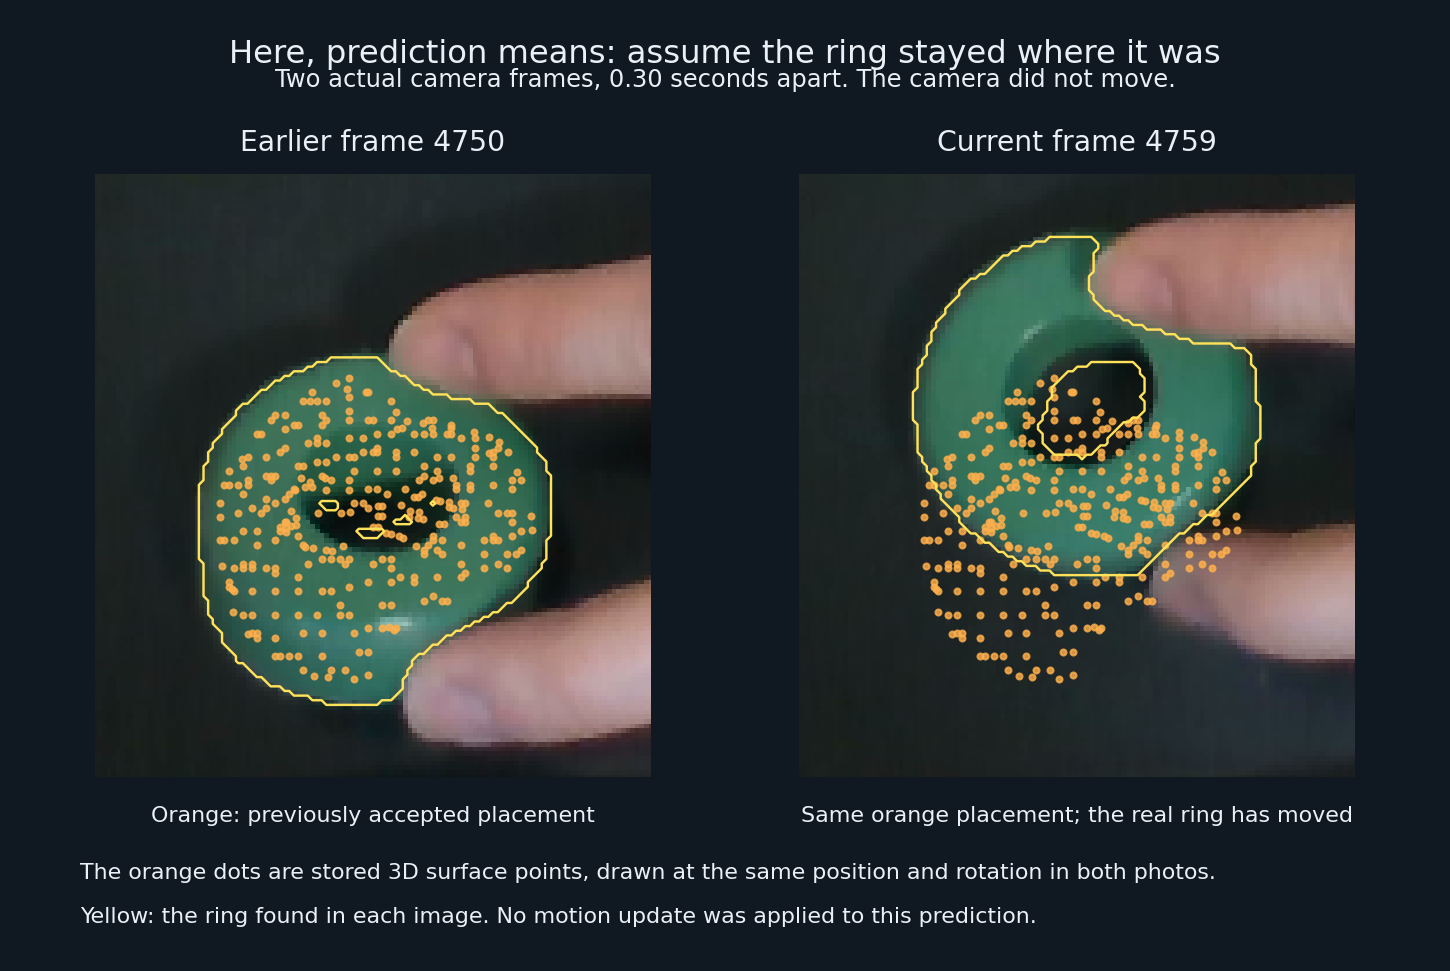 Here, prediction means: assume the ring stayed where it was
Two actual camera frames, 0.30 seconds apart. The camera did not move.
Earlier frame 4750
Current frame 4759
Orange: previously accepted placement
Same orange placement; the real ring has moved
The orange dots are stored 3D surface points, drawn at the same position and rotation in both photos.
Yellow: the ring found in each image. No motion update was applied to this prediction.